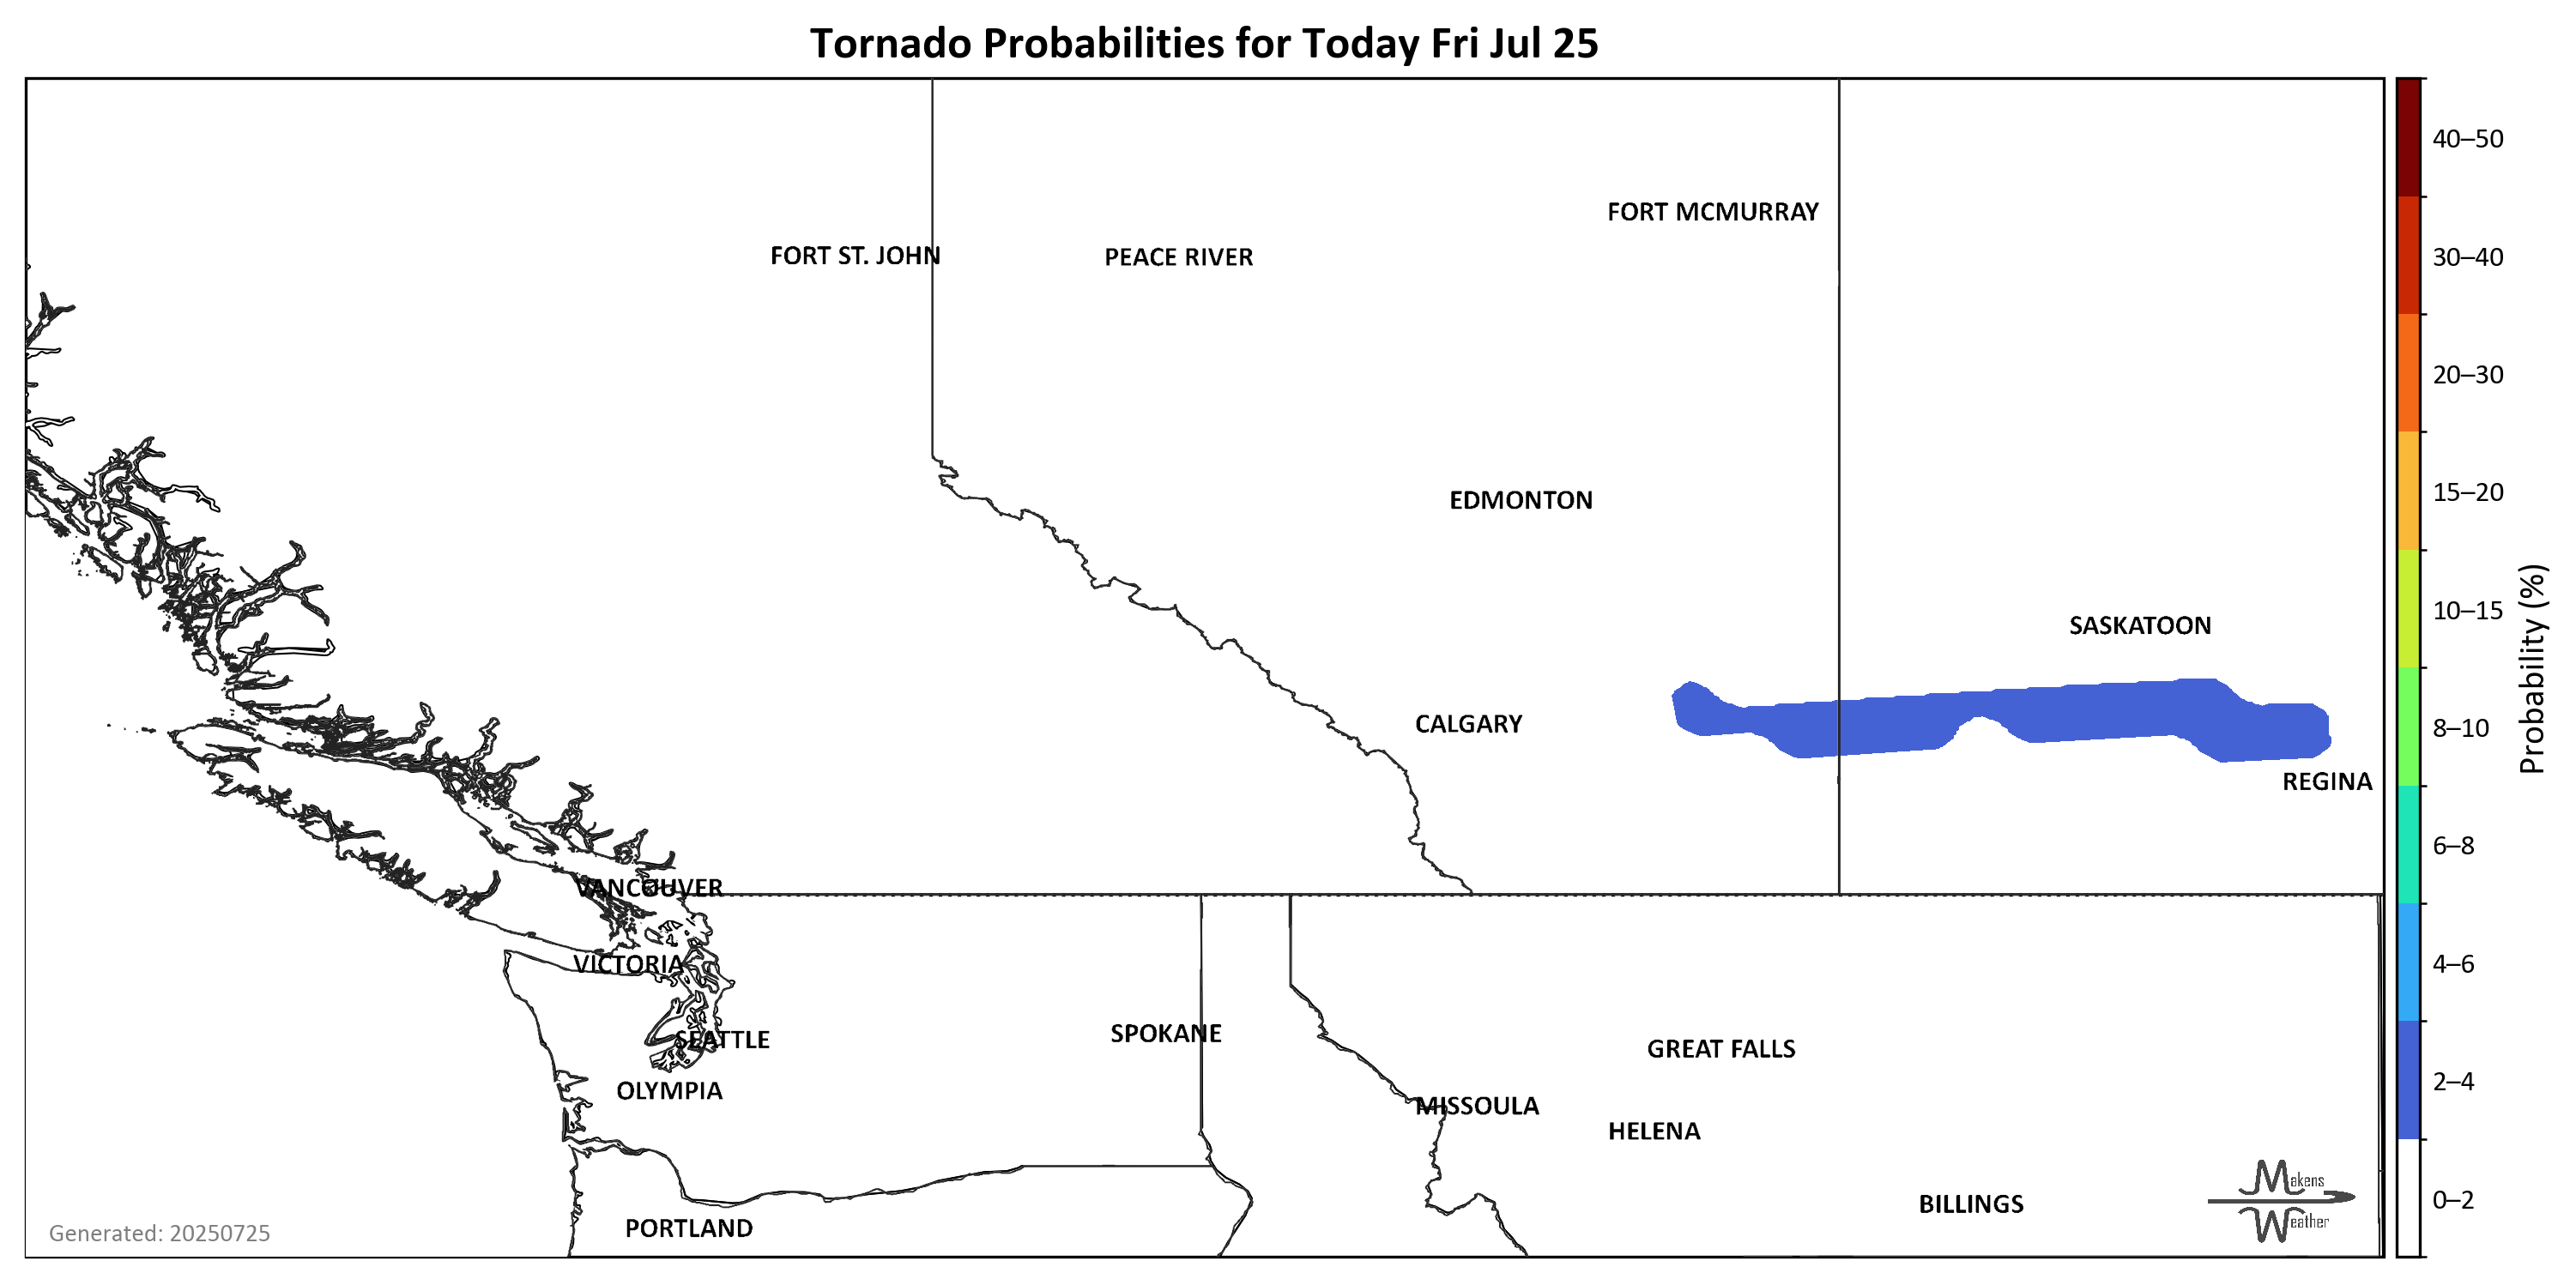 Tornado Probabilities for Today Fri Jul 25
FORT MCMURRAY
FORT ST. JOHN
PEACE RIVER
EDMONTON
SASKATOON
CALGARY
REGINA
VANCOUVER
VICTORIA
SEATTLE
SPOKANE
GREAT FALLS
OLYMPIA
MISSOULA
HELENA
BILLINGS
PORTLAND
Generated: 20250725
Makens
Weather
40–50
30–40
20–30
15–20
10–15
8–10
6–8
4–6
2–4
0–2
Probability (%)